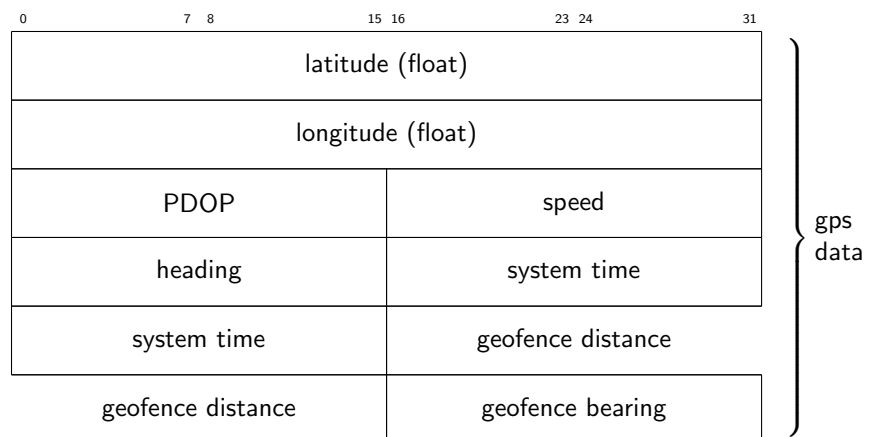 0 7 8 15 16 23 24 31
latitude (float)
longitude (float)
PDOP speed
heading system time
system time geofence distance
geofence distance geofence bearing
gps
data